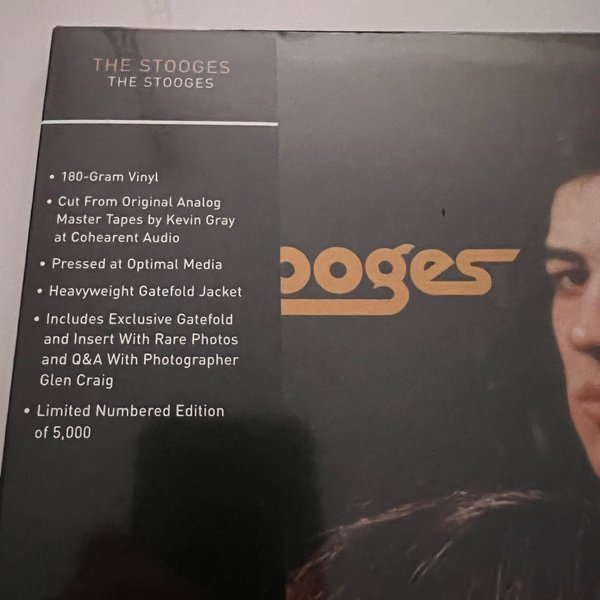 THE STOOGES
THE STOOGES
• 180-Gram Vinyl
• Cut From Original Analog
Master Tapes by Kevin Gray
at Cohearent Audio
• Pressed at Optimal Media
• Heavyweight Gatefold Jacket
• Includes Exclusive Gatefold
and Insert With Rare Photos
and Q&A With Photographer
Glen Craig
• Limited Numbered Edition
of 5,000
ooges